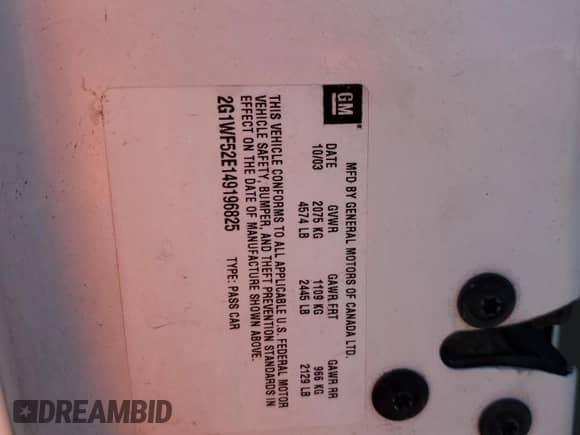 GM
MFD BY GENERAL MOTORS OF CANADA LTD.
DATE GVWR GAWR FRT GAWR RR
10/03 2075 KG 1109 KG 966 KG
4574 LB 2445 LB 2129 LB
THIS VEHICLE CONFORMS TO ALL APPLICABLE U.S. FEDERAL MOTOR
VEHICLE SAFETY, BUMPER, AND THEFT PREVENTION STANDARDS IN
EFFECT ON THE DATE OF MANUFACTURE SHOWN ABOVE.
2G1WF52E149196825 TYPE: PASS CAR
DREAMBID